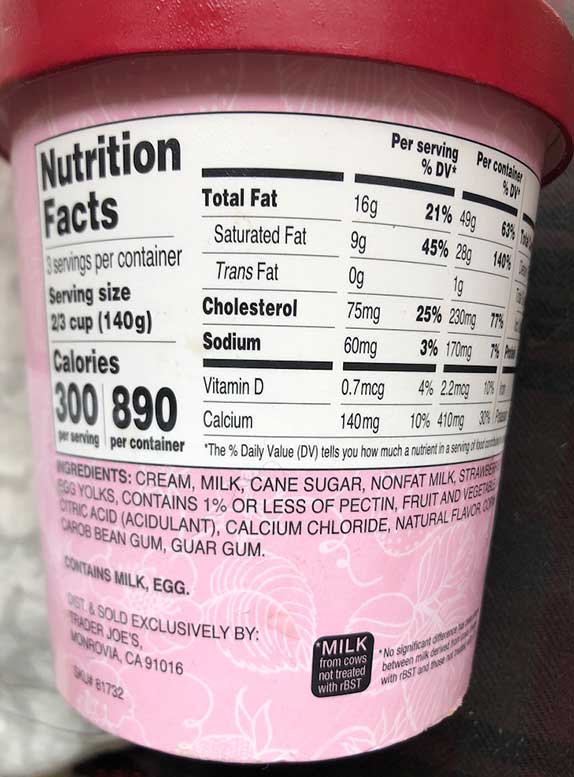 Nutrition
Facts
3 servings per container
Serving size
2/3 cup (140g)
Calories
300 890
per serving per container
Per serving Per container
% DV* % DV*
Total Fat 16g 21% 49g 63%
Saturated Fat 9g 45% 28g 140%
Trans Fat 0g 1g
Cholesterol 75mg 25% 230mg 77%
Sodium 60mg 3% 170mg 7%
Vitamin D 0.7mcg 4% 2.2mcg 10%
Calcium 140mg 10% 410mg 30%
*The % Daily Value (DV) tells you how much a nutrient in a serving of food
INGREDIENTS: CREAM, MILK, CANE SUGAR, NONFAT MILK,
EGG YOLKS, CONTAINS 1% OR LESS OF PECTIN, FRUIT AND VEGETABLE
CITRIC ACID (ACIDULANT), CALCIUM CHLORIDE, NATURAL FLAVOR,
CAROB BEAN GUM, GUAR GUM.
CONTAINS MILK, EGG.
DIST. & SOLD EXCLUSIVELY BY:
TRADER JOE'S,
MONROVIA, CA 91016
SKU# 81732
*MILK
from cows
not treated
with rBST
*No significant difference
between milk derived
with rBST and those not